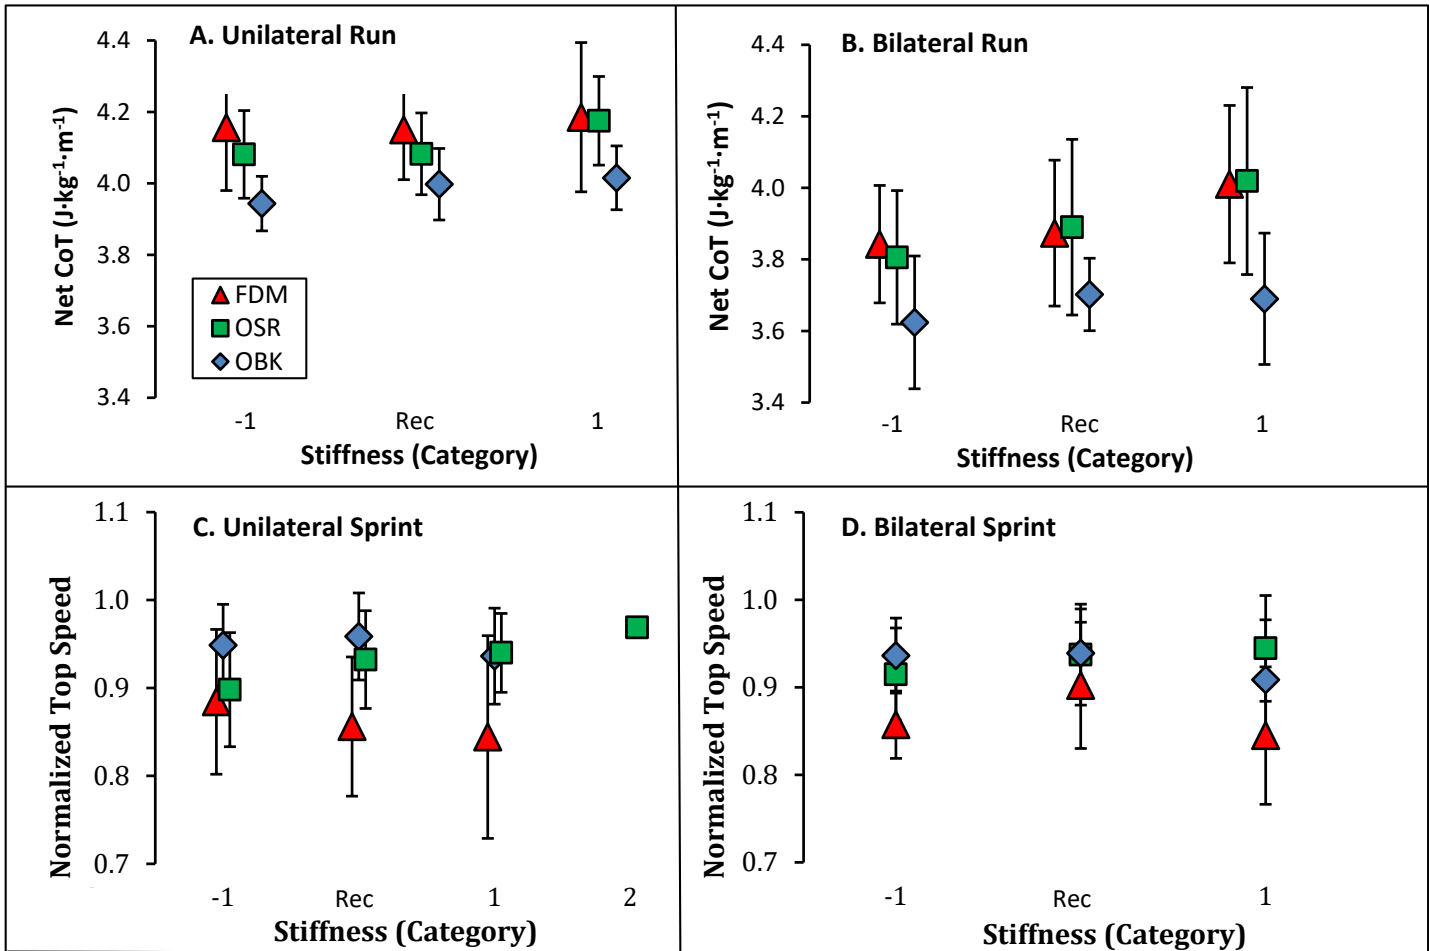 A. Unilateral Run
4.4
4.2
4.0
3.8
3.6
3.4
Net CoT (J·kg⁻¹·m⁻¹)
FDM
OSR
OBK
-1 Rec 1
Stiffness (Category)
B. Bilateral Run
4.4
4.2
4.0
3.8
3.6
3.4
Net CoT (J·kg⁻¹·m⁻¹)
-1 Rec 1
Stiffness (Category)
C. Unilateral Sprint
1.1
1.0
0.9
0.8
0.7
Normalized Top Speed
-1 Rec 1 2
Stiffness (Category)
D. Bilateral Sprint
1.1
1.0
0.9
0.8
0.7
Normalized Top Speed
-1 Rec 1
Stiffness (Category)